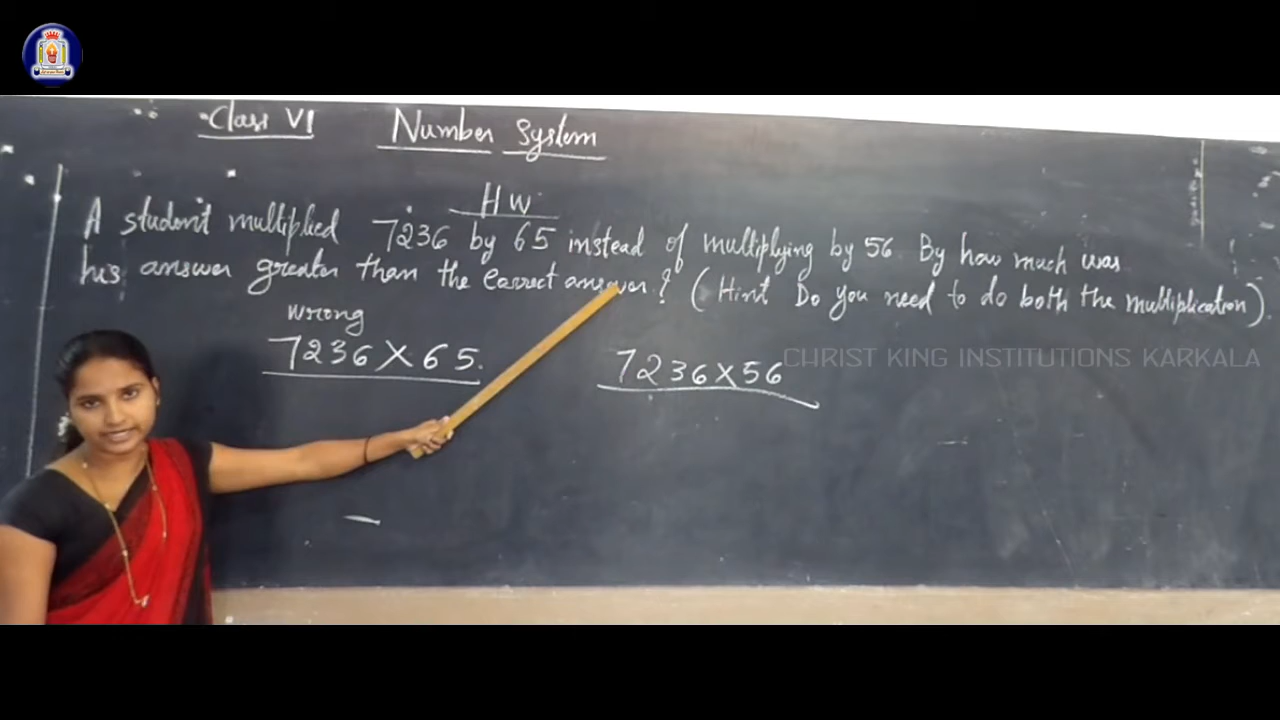 Class VI Number System
HW
A student multiplied 7236 by 65 instead of multiplying by 56. By how much was
his answer greater than the correct answer? (Hint Do you need to do both the multiplication).
wrong
7236 X 65.
7236 X 56
CHRIST KING INSTITUTIONS KARKALA